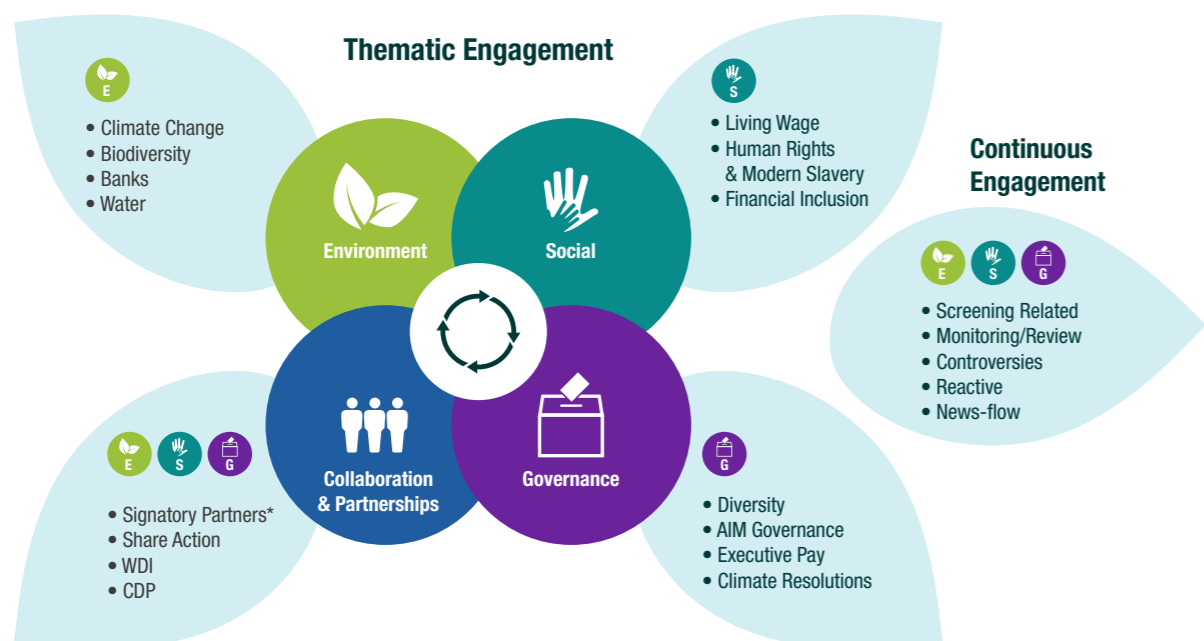 Thematic Engagement
E
• Climate Change
• Biodiversity
• Banks
• Water
Environment
Social
S
• Living Wage
• Human Rights
& Modern Slavery
• Financial Inclusion
Continuous
Engagement
E S G
• Screening Related
• Monitoring/Review
• Controversies
• Reactive
• News-flow
Collaboration
& Partnerships
Governance
E S G
• Signatory Partners*
• Share Action
• WDI
• CDP
G
• Diversity
• AIM Governance
• Executive Pay
• Climate Resolutions